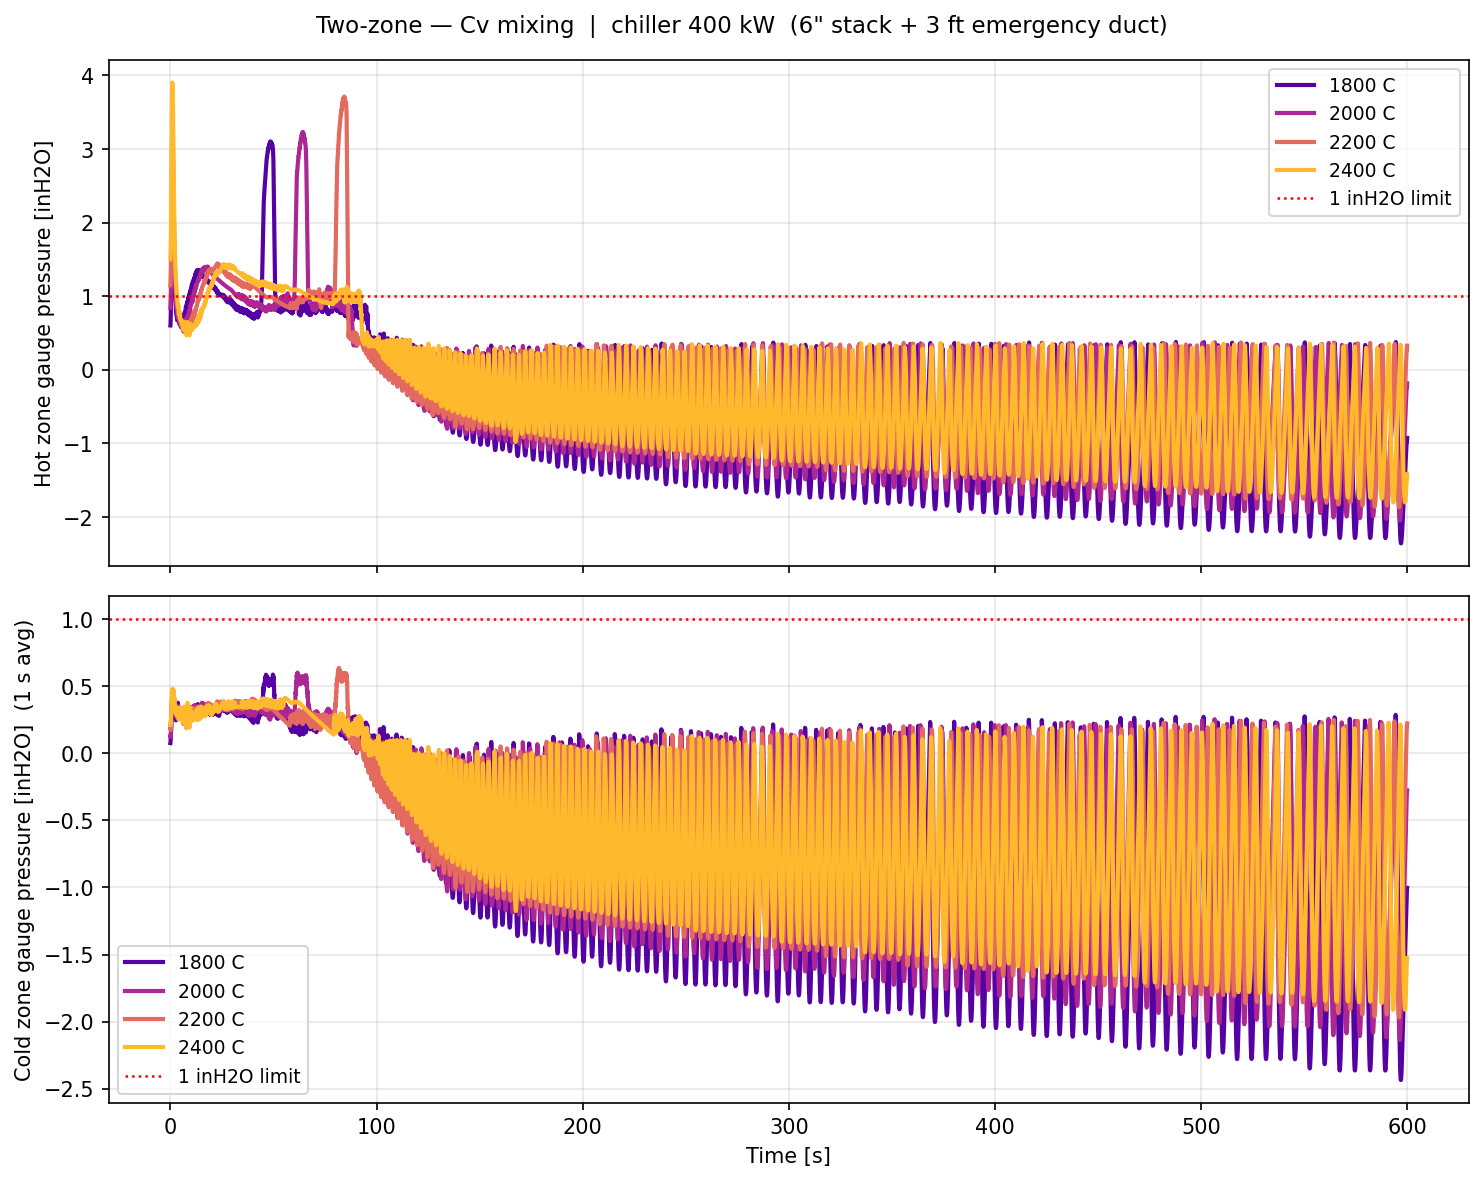 Two-zone — Cv mixing  |  chiller 400 kW  (6" stack + 3 ft emergency duct)
Hot zone gauge pressure [inH2O]
4
3
2
1
0
−1
−2
1800 C
2000 C
2200 C
2400 C
1 inH2O limit
Cold zone gauge pressure [inH2O]  (1 s avg)
1.0
0.5
0.0
−0.5
−1.0
−1.5
−2.0
−2.5
1800 C
2000 C
2200 C
2400 C
1 inH2O limit
0 100 200 300 400 500 600
Time [s]